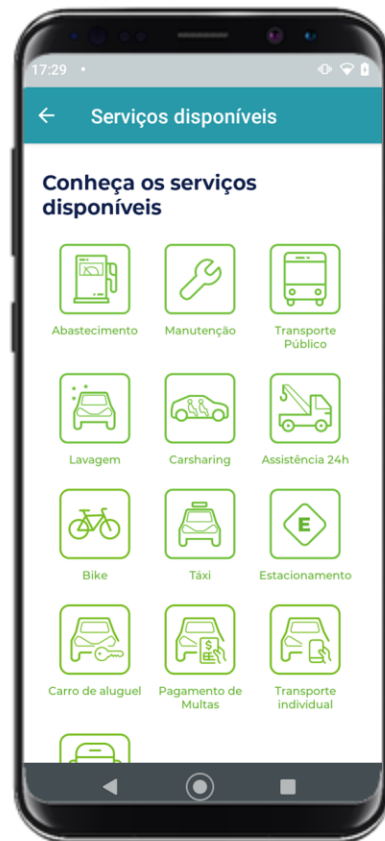 17:29
Serviços disponíveis
Conheça os serviços
disponíveis
Abastecimento
Manutenção
Transporte
Público
Lavagem
Carsharing
Assistência 24h
E
Bike
Táxi
Estacionamento
$
Carro de aluguel
Pagamento de
Multas
Transporte
individual